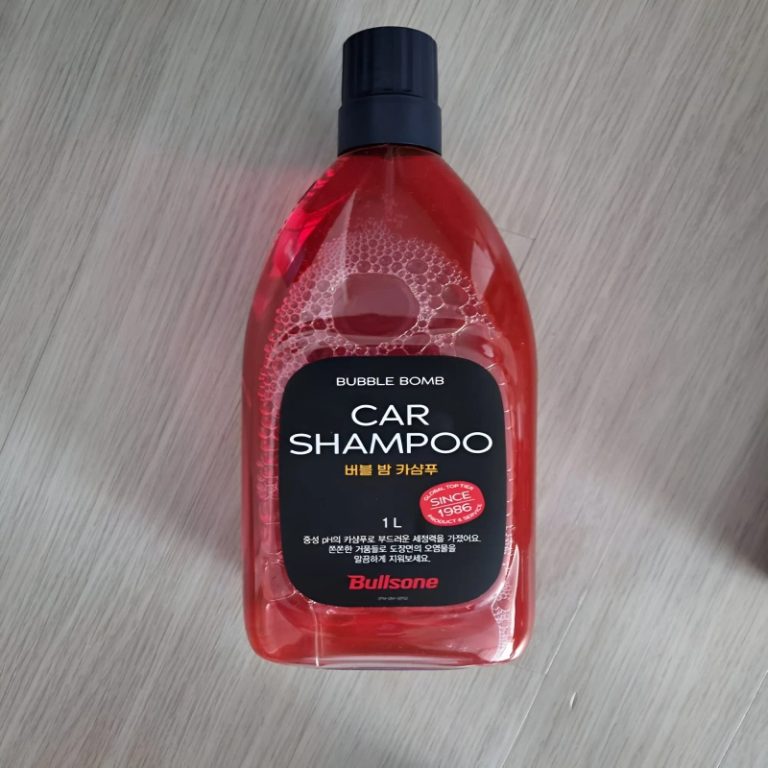 BUBBLE BOMB
CAR
SHAMPOO
버블 밤 카샴푸
GLOBAL TOP TIER
SINCE
1986
PRODUCT & SERVICE
1 L
중성 pH의 카샴푸로 부드러운 세정력을 가졌어요.
쫀쫀한 거품들로 도장면의 오염물을
말끔하게 지워보세요.
Bullsone